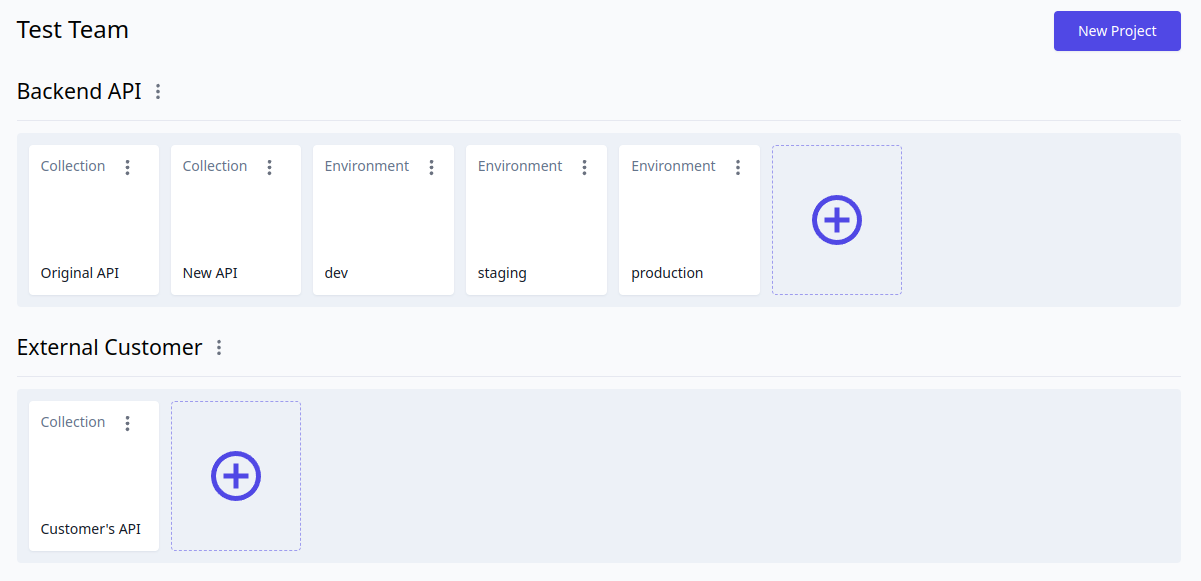 Test Team
New Project
Backend API
Collection
Collection
Environment
Environment
Environment
Original API
New API
dev
staging
production
External Customer
Collection
Customer's API